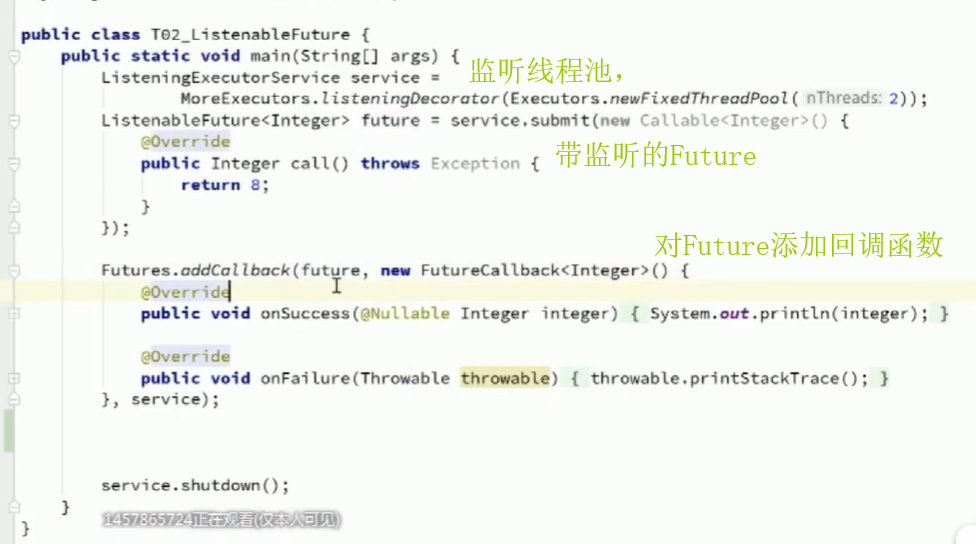 public class T02_ListenableFuture {
public static void main(String[] args) {
ListeningExecutorService service = 监听线程池，
MoreExecutors.listeningDecorator(Executors.newFixedThreadPool( nThreads: 2));
ListenableFuture<Integer> future = service.submit(new Callable<Integer>() {
@Override
带监听的Future
public Integer call() throws Exception {
return 8;
}
});
对Future添加回调函数
Futures.addCallback(future, new FutureCallback<Integer>() {
@Override
public void onSuccess(@Nullable Integer integer) { System.out.println(integer); }
@Override
public void onFailure(Throwable throwable) { throwable.printStackTrace(); }
}, service);
service.shutdown();
}
1457865724正在观看(仅本人可见)
}